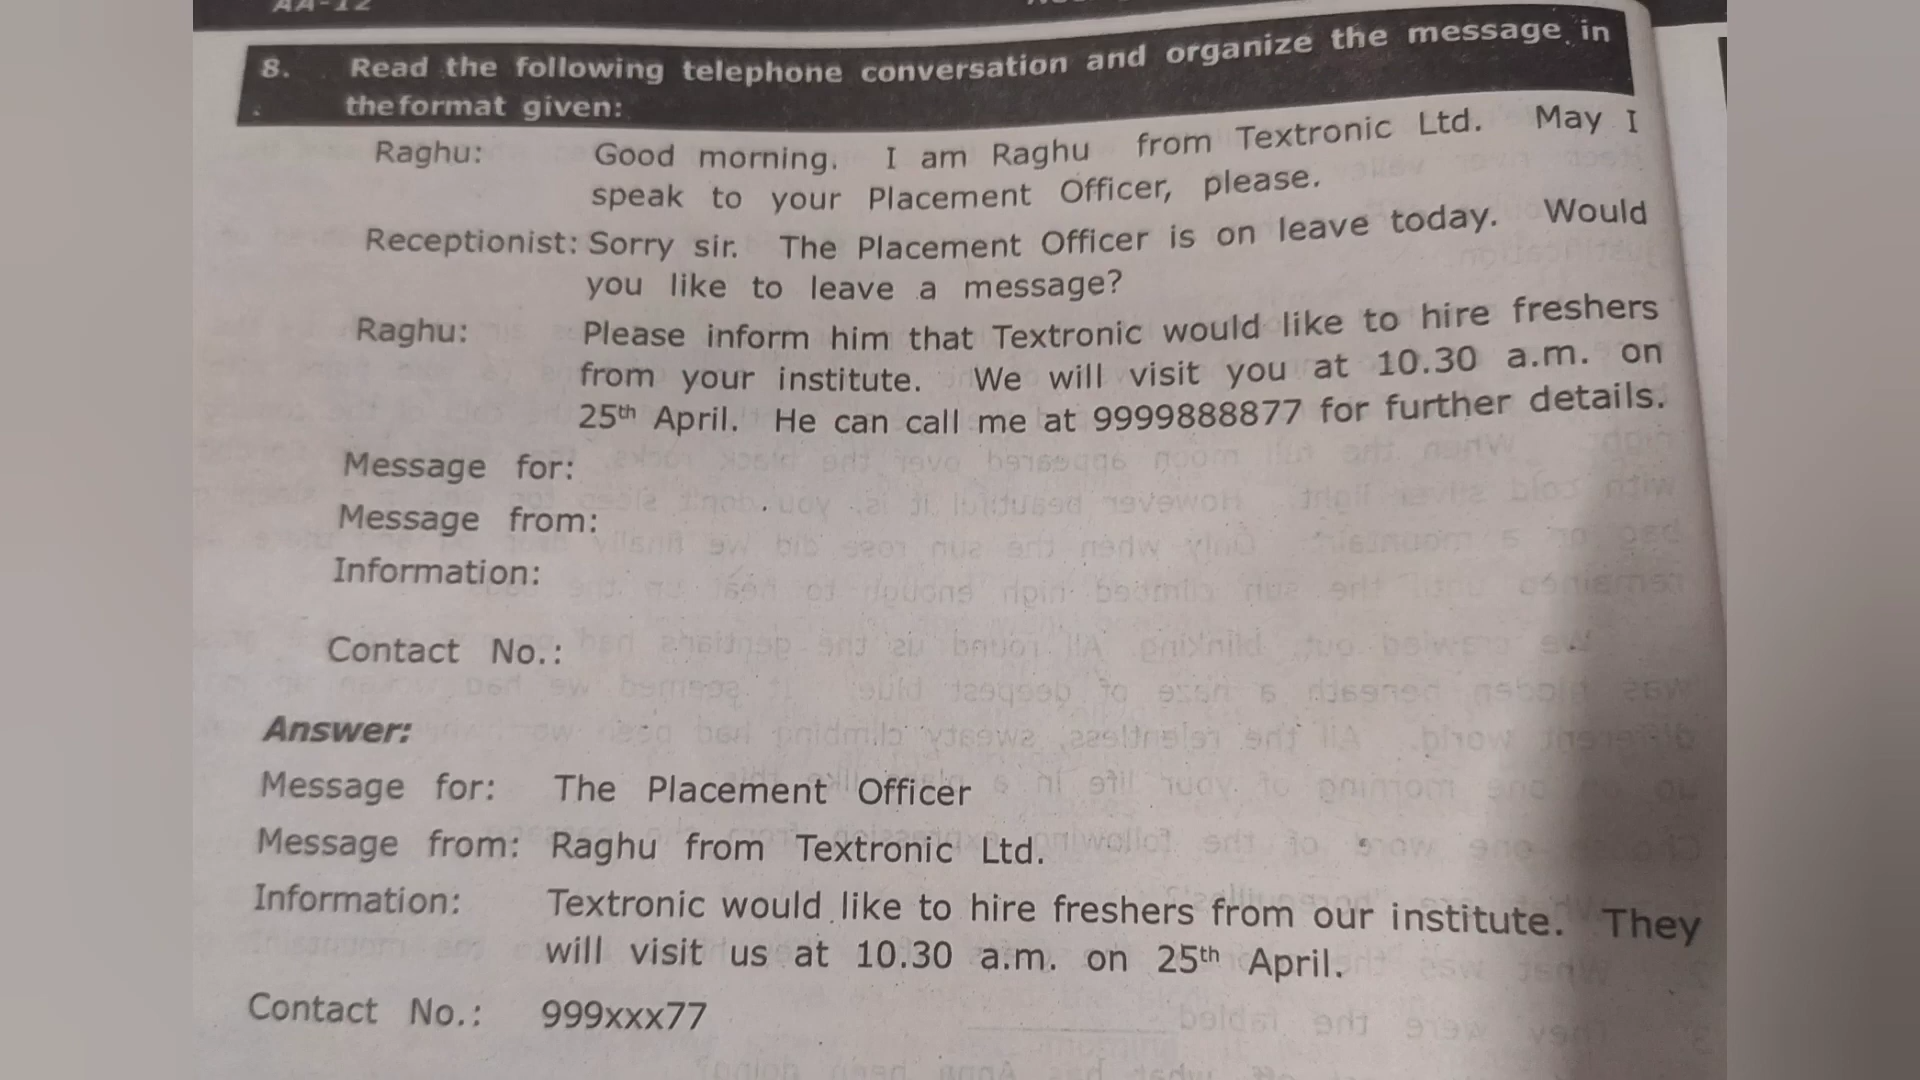 AA-12
8. Read the following telephone conversation and organize the message in
the format given:
Raghu: Good morning. I am Raghu from Textronic Ltd. May I
speak to your Placement Officer, please.
Receptionist: Sorry sir. The Placement Officer is on leave today. Would
you like to leave a message?
Raghu: Please inform him that Textronic would like to hire freshers
from your institute. We will visit you at 10.30 a.m. on
25th April. He can call me at 9999888877 for further details.
Message for:
Message from:
Information:
Contact No.:
Answer:
Message for: The Placement Officer
Message from: Raghu from Textronic Ltd.
Information: Textronic would like to hire freshers from our institute. They
will visit us at 10.30 a.m. on 25th April.
Contact No.: 999xxx77